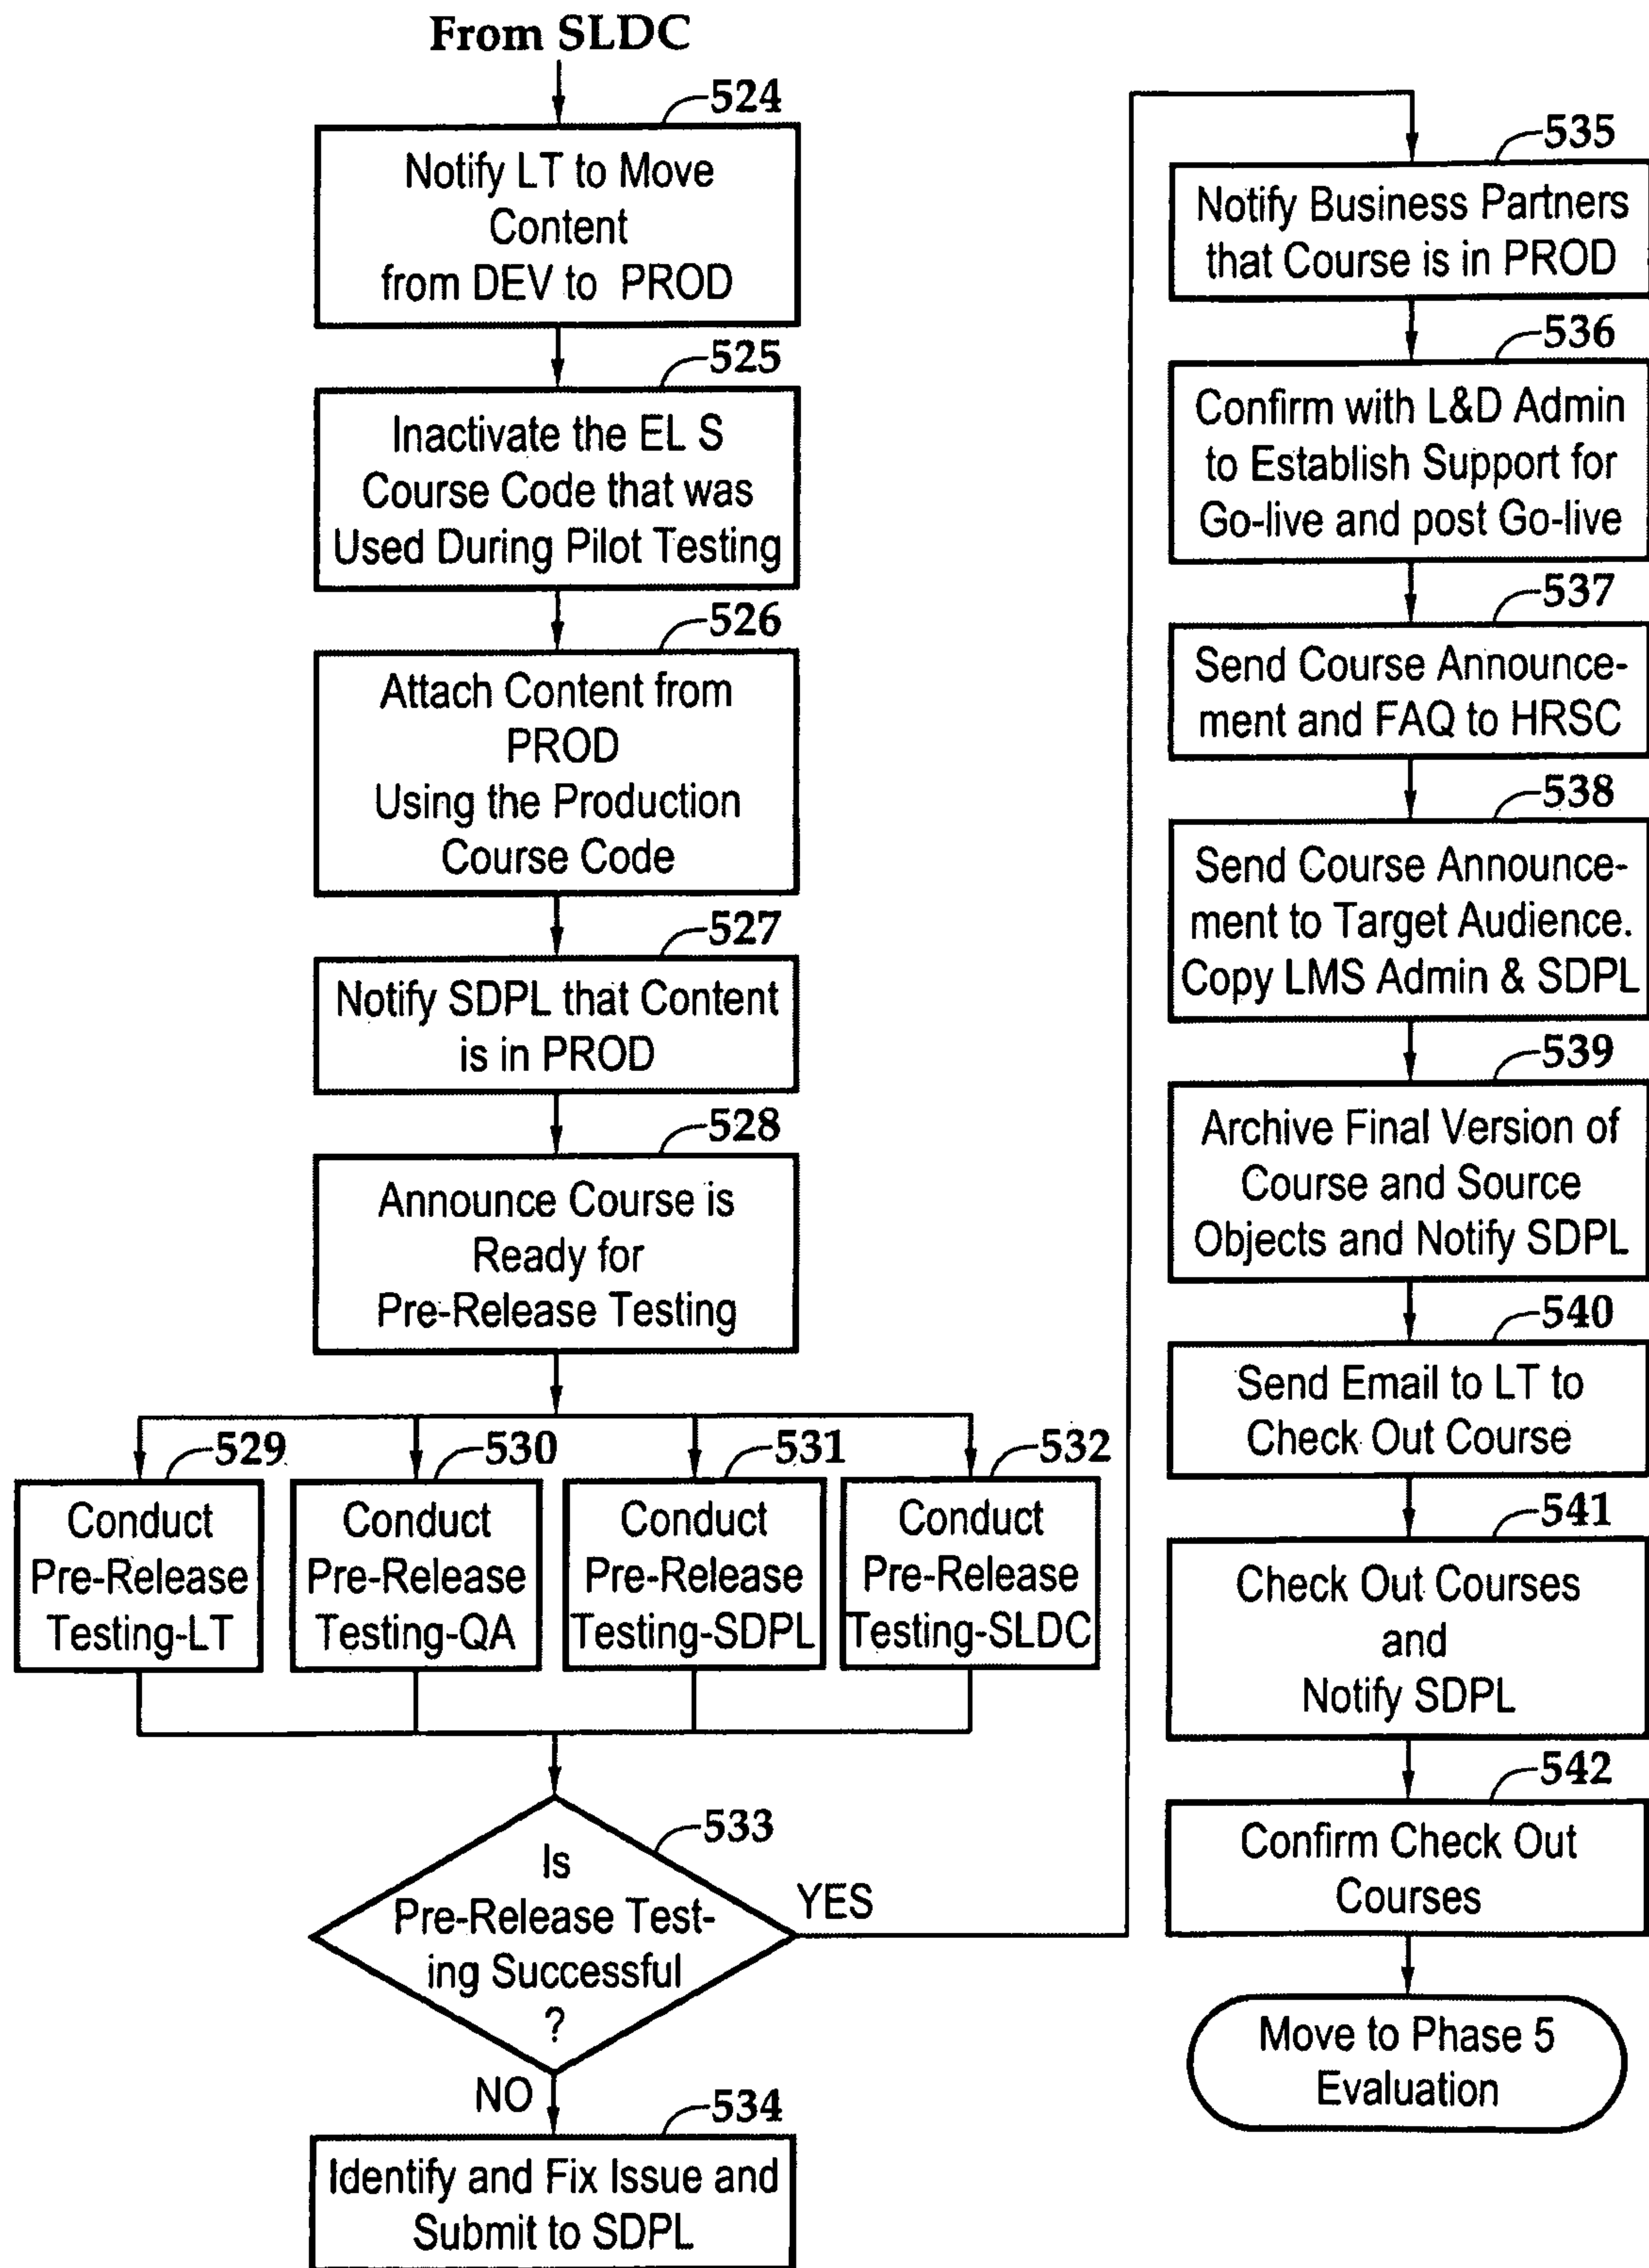 From SLDC
524
Notify LT to Move
Content
from DEV to PROD
525
Inactivate the EL S
Course Code that was
Used During Pilot Testing
526
Attach Content from
PROD
Using the Production
Course Code
527
Notify SDPL that Content
is in PROD
528
Announce Course is
Ready for
Pre-Release Testing
529
Conduct
Pre-Release
Testing-LT
530
Conduct
Pre-Release
Testing-QA
531
Conduct
Pre-Release
Testing-SDPL
532
Conduct
Pre-Release
Testing-SLDC
533
Is
Pre-Release Test-
ing Successful
?
YES
NO
534
Identify and Fix Issue and
Submit to SDPL
535
Notify Business Partners
that Course is in PROD
536
Confirm with L&D Admin
to Establish Support for
Go-live and post Go-live
537
Send Course Announce-
ment and FAQ to HRSC
538
Send Course Announce-
ment to Target Audience.
Copy LMS Admin & SDPL
539
Archive Final Version of
Course and Source
Objects and Notify SDPL
540
Send Email to LT to
Check Out Course
541
Check Out Courses
and
Notify SDPL
542
Confirm Check Out
Courses
Move to Phase 5
Evaluation